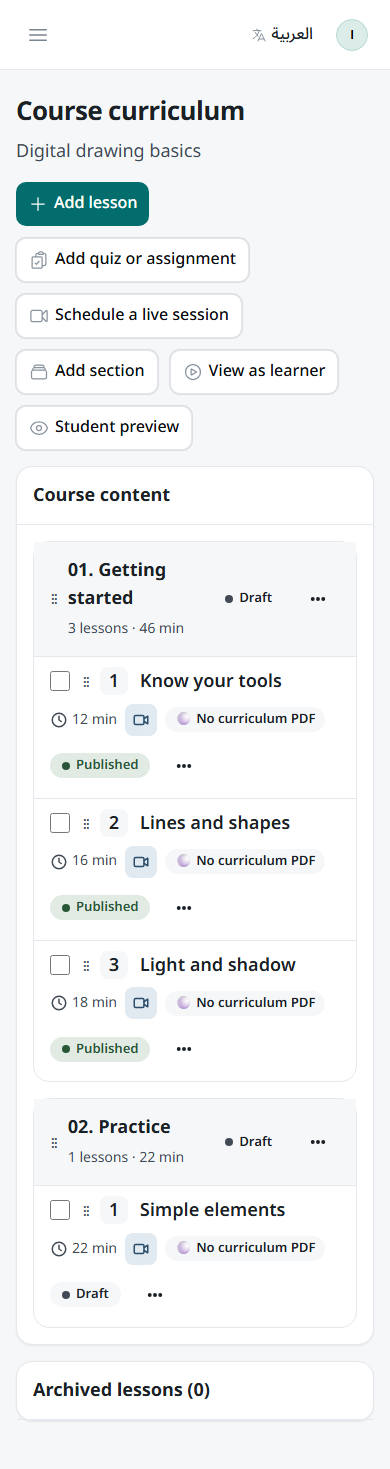 العربية
I
Course curriculum
Digital drawing basics
Add lesson
Add quiz or assignment
Schedule a live session
Add section
View as learner
Student preview
Course content
01. Getting
started
Draft
3 lessons · 46 min
1 Know your tools
12 min No curriculum PDF
Published
2 Lines and shapes
16 min No curriculum PDF
Published
3 Light and shadow
18 min No curriculum PDF
Published
02. Practice
Draft
1 lessons · 22 min
1 Simple elements
22 min No curriculum PDF
Draft
Archived lessons (0)